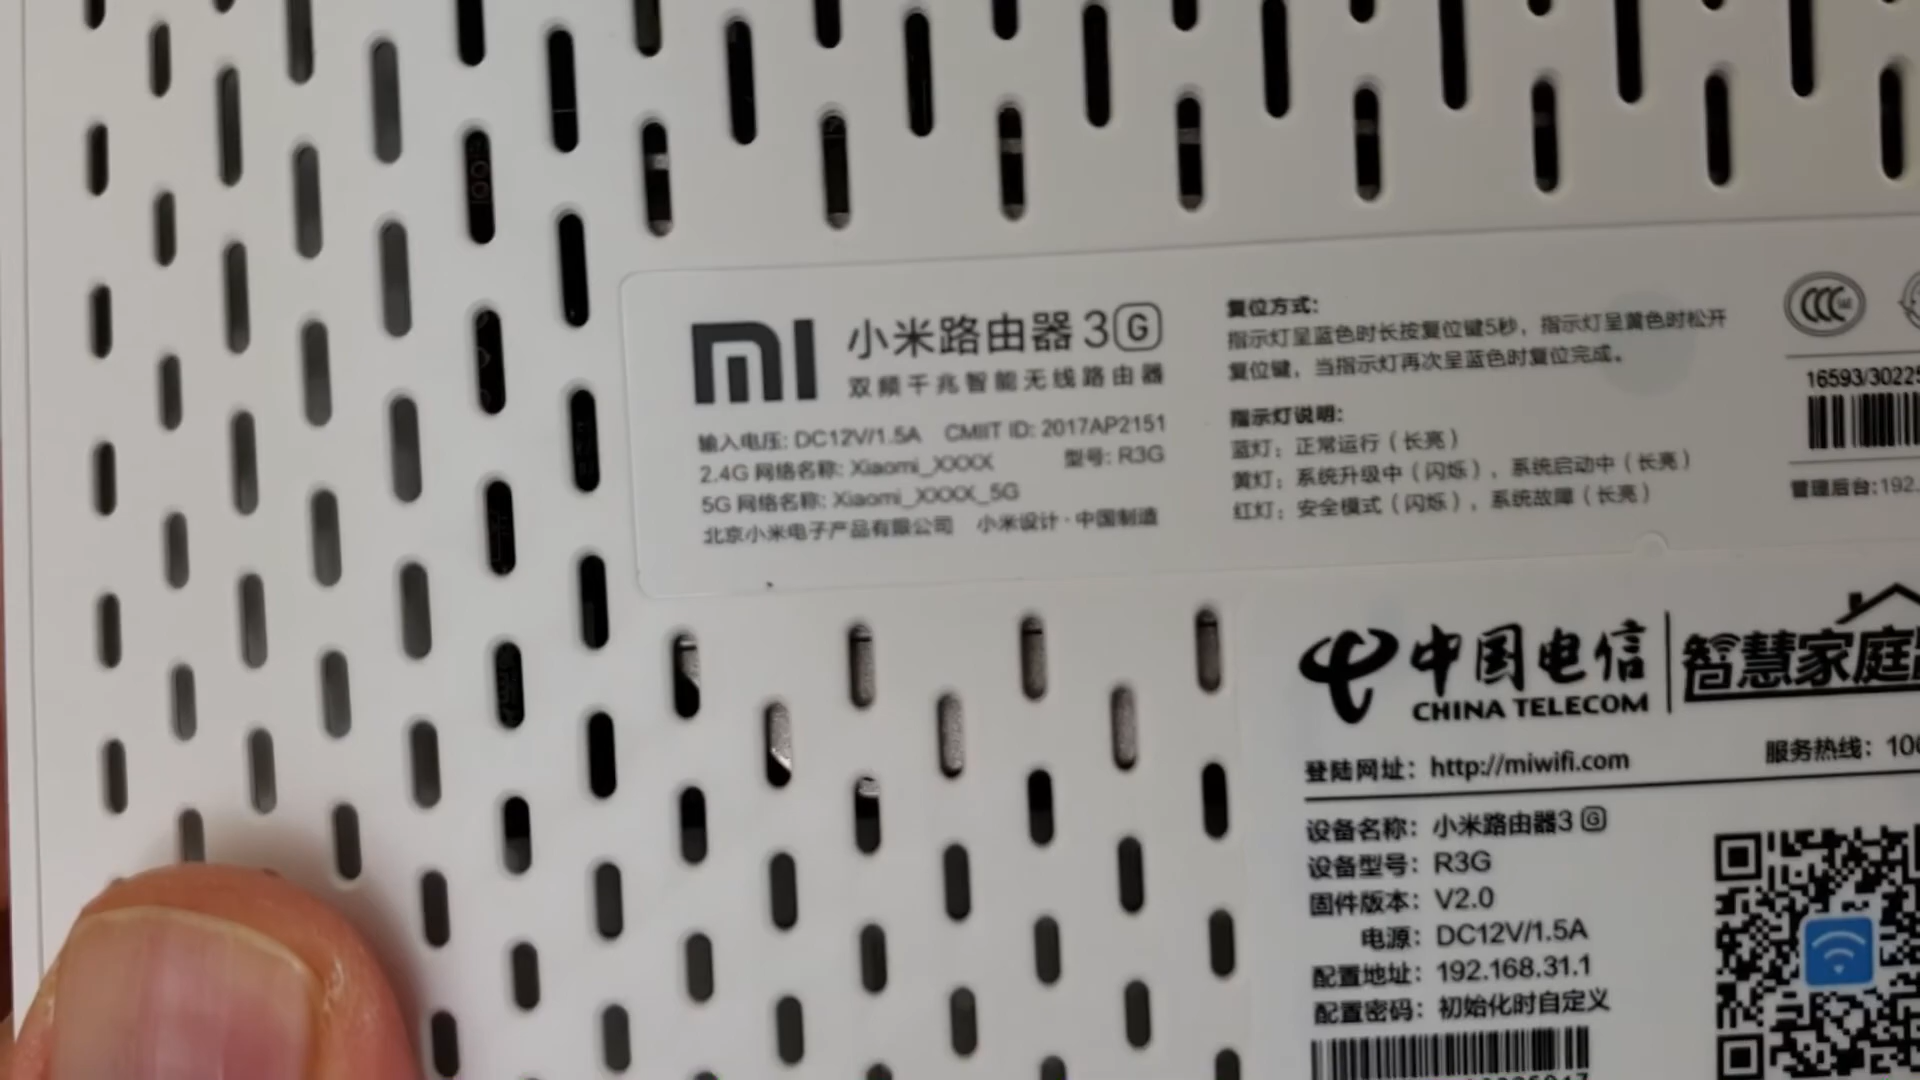 mi 小米路由器 3G
双频千兆智能无线路由器
输入电压: DC12V/1.5A CMIIT ID: 2017AP2151
2.4G 网络名称: Xiaomi_XXXX 型号: R3G
5G 网络名称: Xiaomi_XXXX_5G
北京小米电子产品有限公司 小米设计·中国制造
复位方式:
指示灯呈蓝色时长按复位键5秒，指示灯呈黄色时松开
复位键，当指示灯再次呈蓝色时复位完成。
指示灯说明:
蓝灯：正常运行（长亮）
黄灯：系统升级中（闪烁），系统启动中（长亮）
红灯：安全模式（闪烁），系统故障（长亮）
CCC
16593/30225
管理后台:192.
中国电信 智慧家庭
CHINA TELECOM
登陆网址：http://miwifi.com 服务热线：100
设备名称：小米路由器3 G
设备型号：R3G
固件版本：V2.0
电源：DC12V/1.5A
配置地址：192.168.31.1
配置密码：初始化时自定义